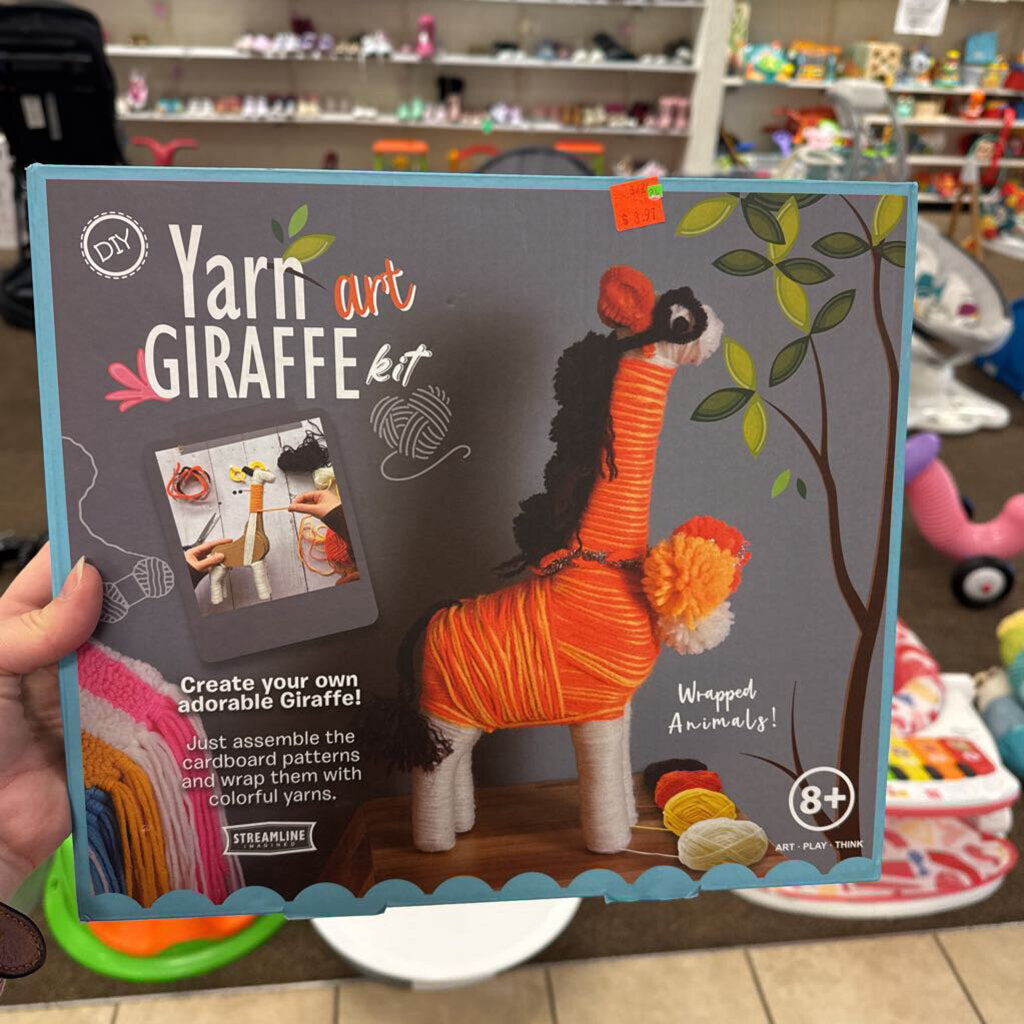 DIY
Yarn art
GIRAFFE kit
$ 3.97
Create your own
adorable Giraffe!
Just assemble the
cardboard patterns
and wrap them with
colorful yarns.
STREAMLINE
IMAGINED
Wrapped
Animals!
8+
ART · PLAY · THINK